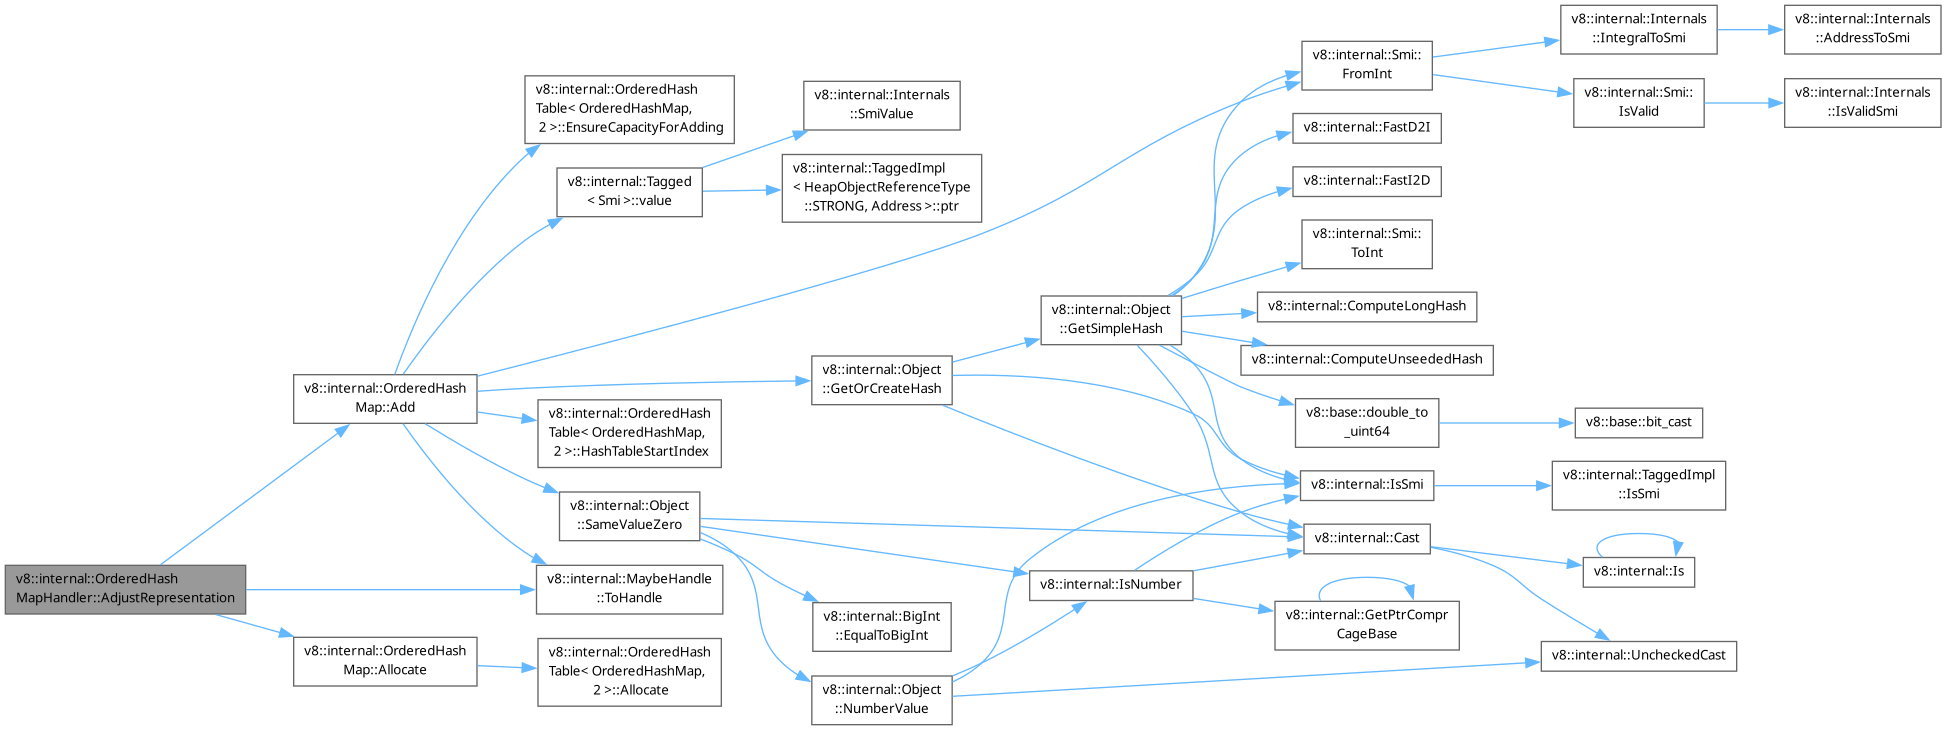 v8::internal::OrderedHash
MapHandler::AdjustRepresentation
v8::internal::OrderedHash
Map::Add
v8::internal::OrderedHash
Map::Allocate
v8::internal::OrderedHash
Table< OrderedHashMap,
2 >::EnsureCapacityForAdding
v8::internal::Tagged
< Smi >::value
v8::internal::OrderedHash
Table< OrderedHashMap,
2 >::HashTableStartIndex
v8::internal::Object
::SameValueZero
v8::internal::MaybeHandle
::ToHandle
v8::internal::OrderedHash
Table< OrderedHashMap,
2 >::Allocate
v8::internal::Internals
::SmiValue
v8::internal::TaggedImpl
< HeapObjectReferenceType
::STRONG, Address >::ptr
v8::internal::Object
::GetOrCreateHash
v8::internal::BigInt
::EqualToBigInt
v8::internal::Object
::NumberValue
v8::internal::Object
::GetSimpleHash
v8::internal::IsNumber
v8::internal::Smi::
FromInt
v8::internal::FastD2I
v8::internal::FastI2D
v8::internal::Smi::
ToInt
v8::internal::ComputeLongHash
v8::internal::ComputeUnseededHash
v8::base::double_to
_uint64
v8::internal::IsSmi
v8::internal::Cast
v8::internal::GetPtrCompr
CageBase
v8::internal::Internals
::IntegralToSmi
v8::internal::Smi::
IsValid
v8::base::bit_cast
v8::internal::TaggedImpl
::IsSmi
v8::internal::Is
v8::internal::UncheckedCast
v8::internal::Internals
::AddressToSmi
v8::internal::Internals
::IsValidSmi